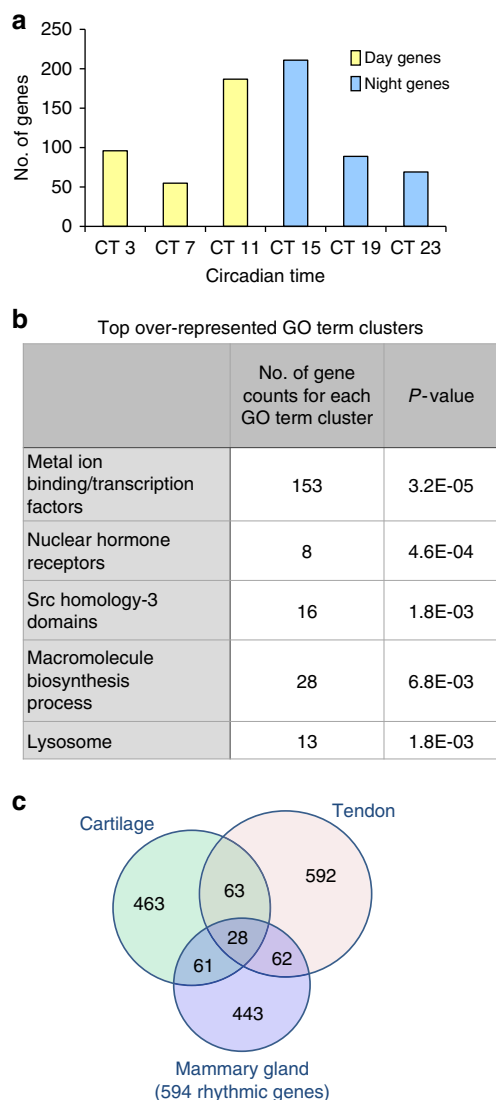 a
250
200
150
100
50
0
No. of genes
Day genes
Night genes
CT 3 CT 7 CT 11 CT 15 CT 19 CT 23
Circadian time
b
Top over-represented GO term clusters
No. of gene
counts for each
GO term cluster
P-value
Metal ion
binding/transcription
factors
153
3.2E-05
Nuclear hormone
receptors
8
4.6E-04
Src homology-3
domains
16
1.8E-03
Macromolecule
biosynthesis
process
28
6.8E-03
Lysosome
13
1.8E-03
c
Cartilage
Tendon
463
63
592
28
61
62
443
Mammary gland
(594 rhythmic genes)